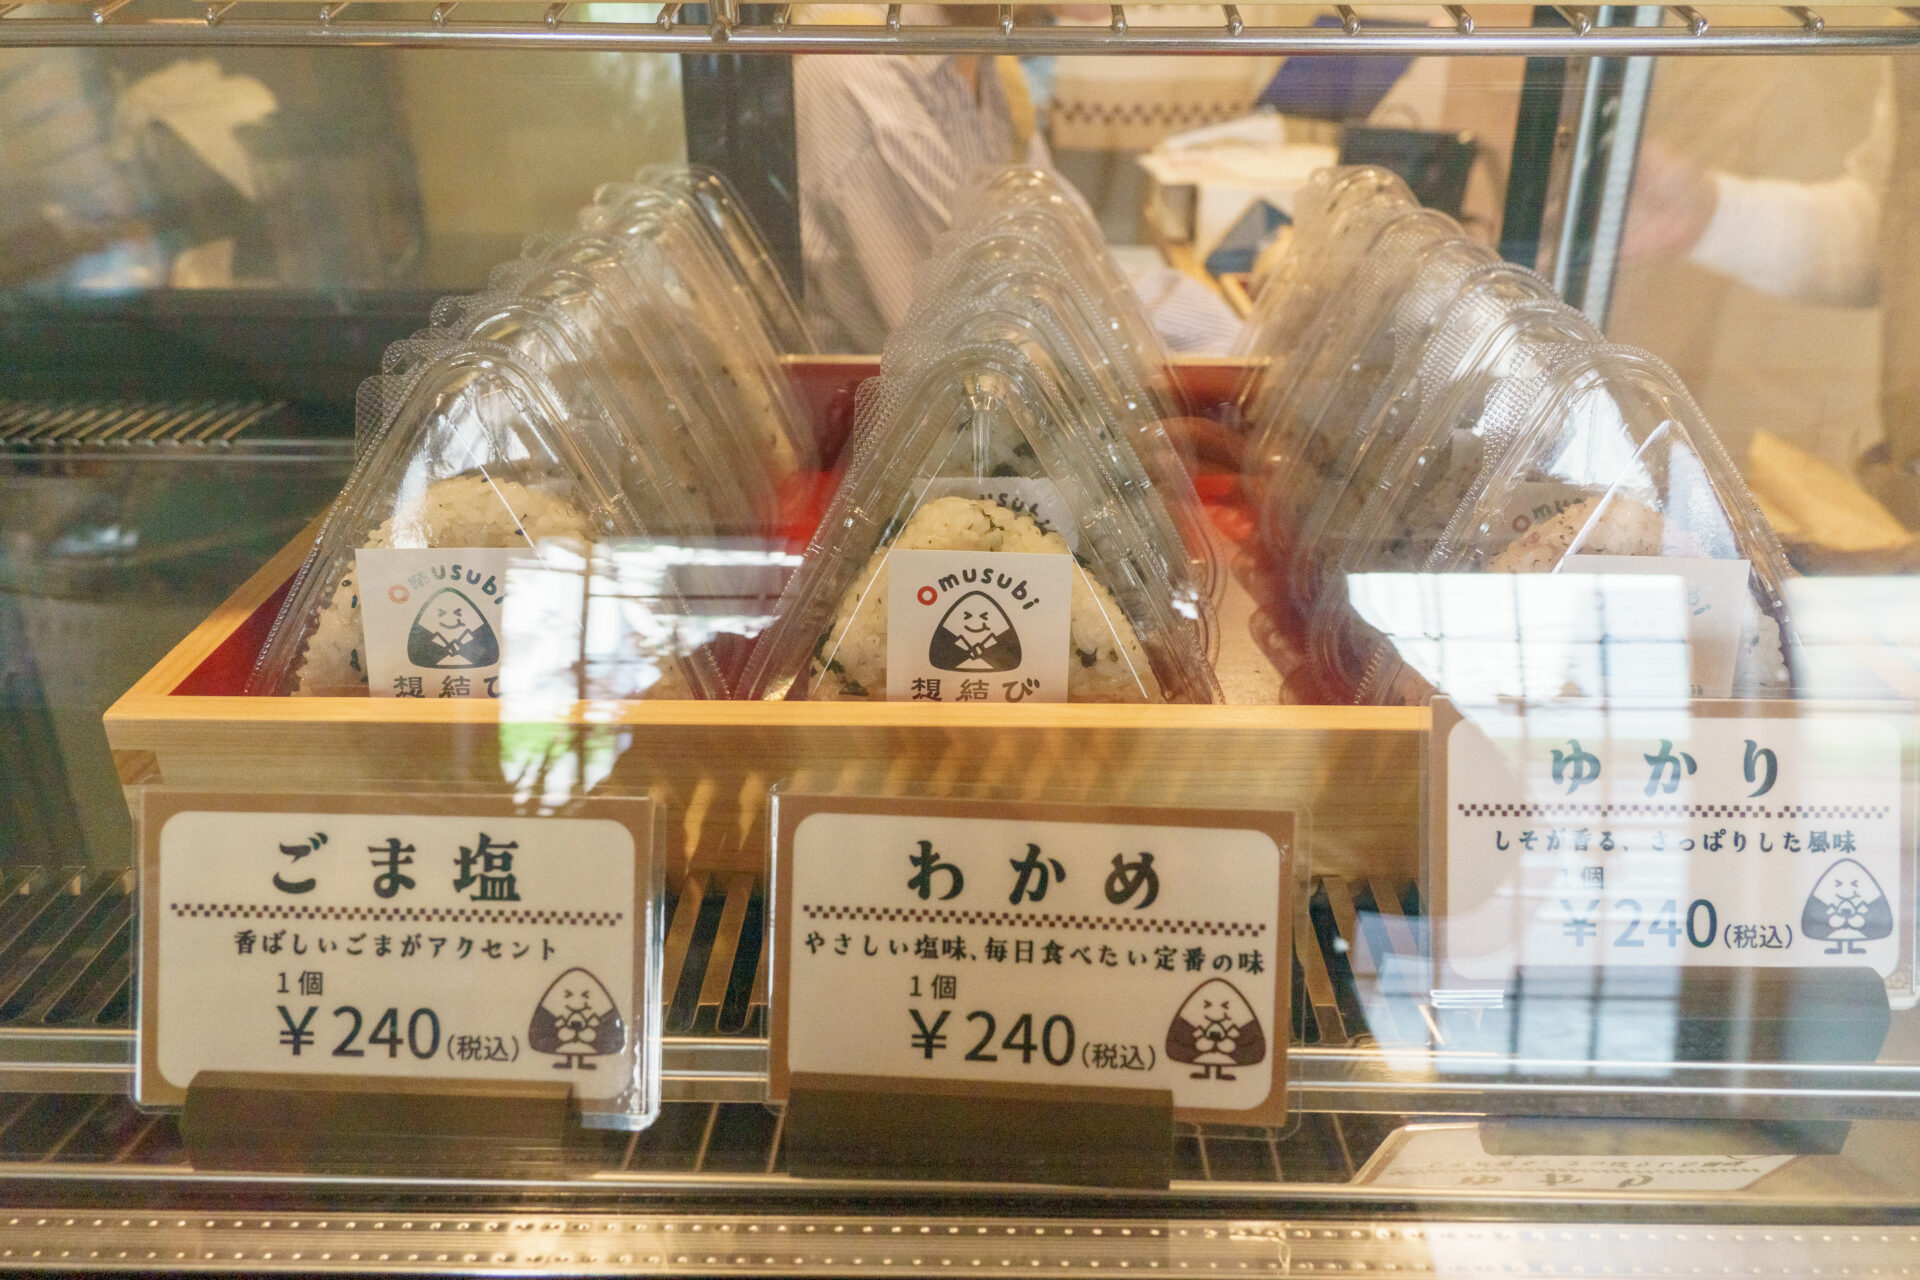 Omusubi
想結び
usubi
Omusubi
想結び
Omu
bi
ごま塩
香ばしいごまがアクセント
1個
¥240(税込)
わかめ
やさしい塩味、毎日食べたい定番の味
1個
¥240(税込)
ゆかり
しそが香る、さっぱりした風味
1個
¥240(税込)